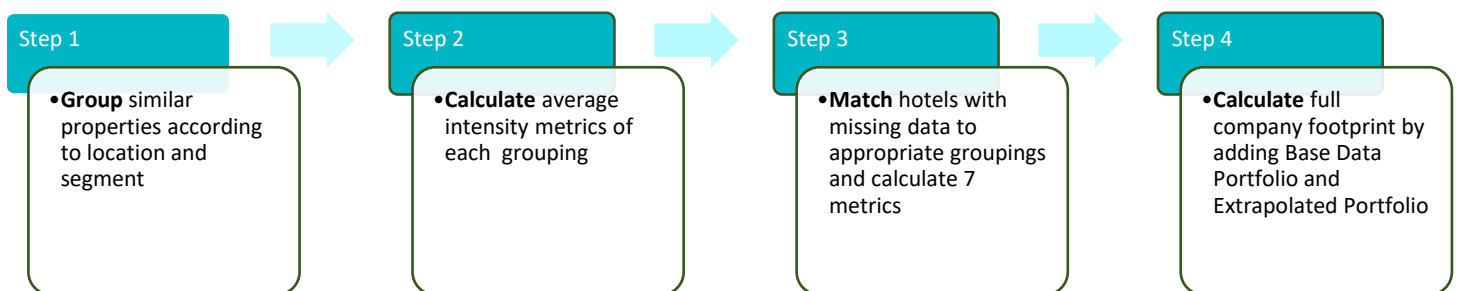 Step 1
•Group similar
properties according
to location and
segment
Step 2
•Calculate average
intensity metrics of
each  grouping
Step 3
•Match hotels with
missing data to
appropriate groupings
and calculate 7
metrics
Step 4
•Calculate full
company footprint by
adding Base Data
Portfolio and
Extrapolated Portfolio